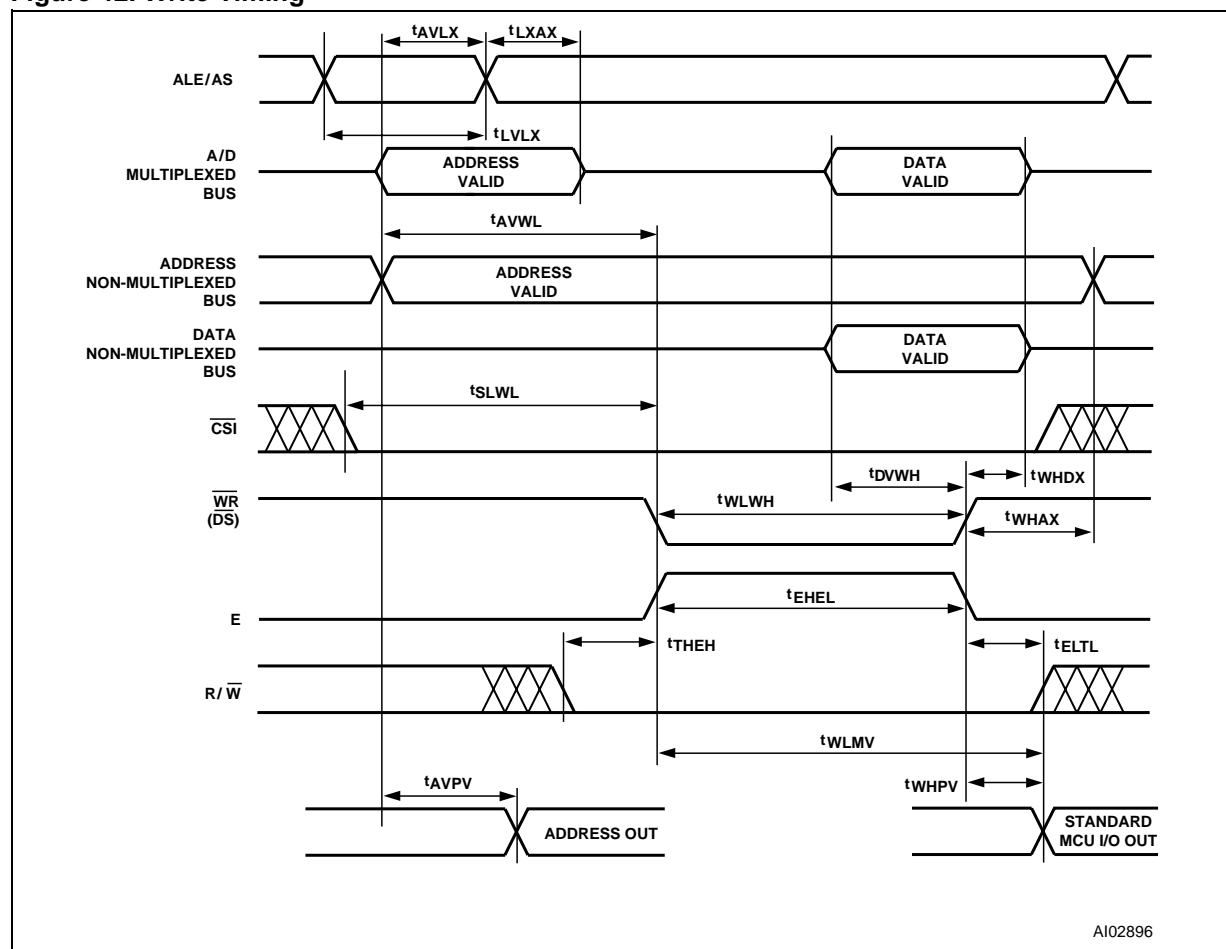 Figure 42. Write Timing
tAVLX
tLXAX
ALE/AS
tLVLX
A/D
MULTIPLEXED
BUS
ADDRESS
VALID
DATA
VALID
tAVWL
ADDRESS
NON-MULTIPLEXED
BUS
ADDRESS
VALID
DATA
NON-MULTIPLEXED
BUS
DATA
VALID
tSLWL
CSI
tDVWH
tWHDX
WR
(DS)
tWLWH
tWHAX
E
tEHEL
tTHEH
tELTL
R/W
tWLMV
tAVPV
tWHPV
ADDRESS OUT
STANDARD
MCU I/O OUT
AI02896